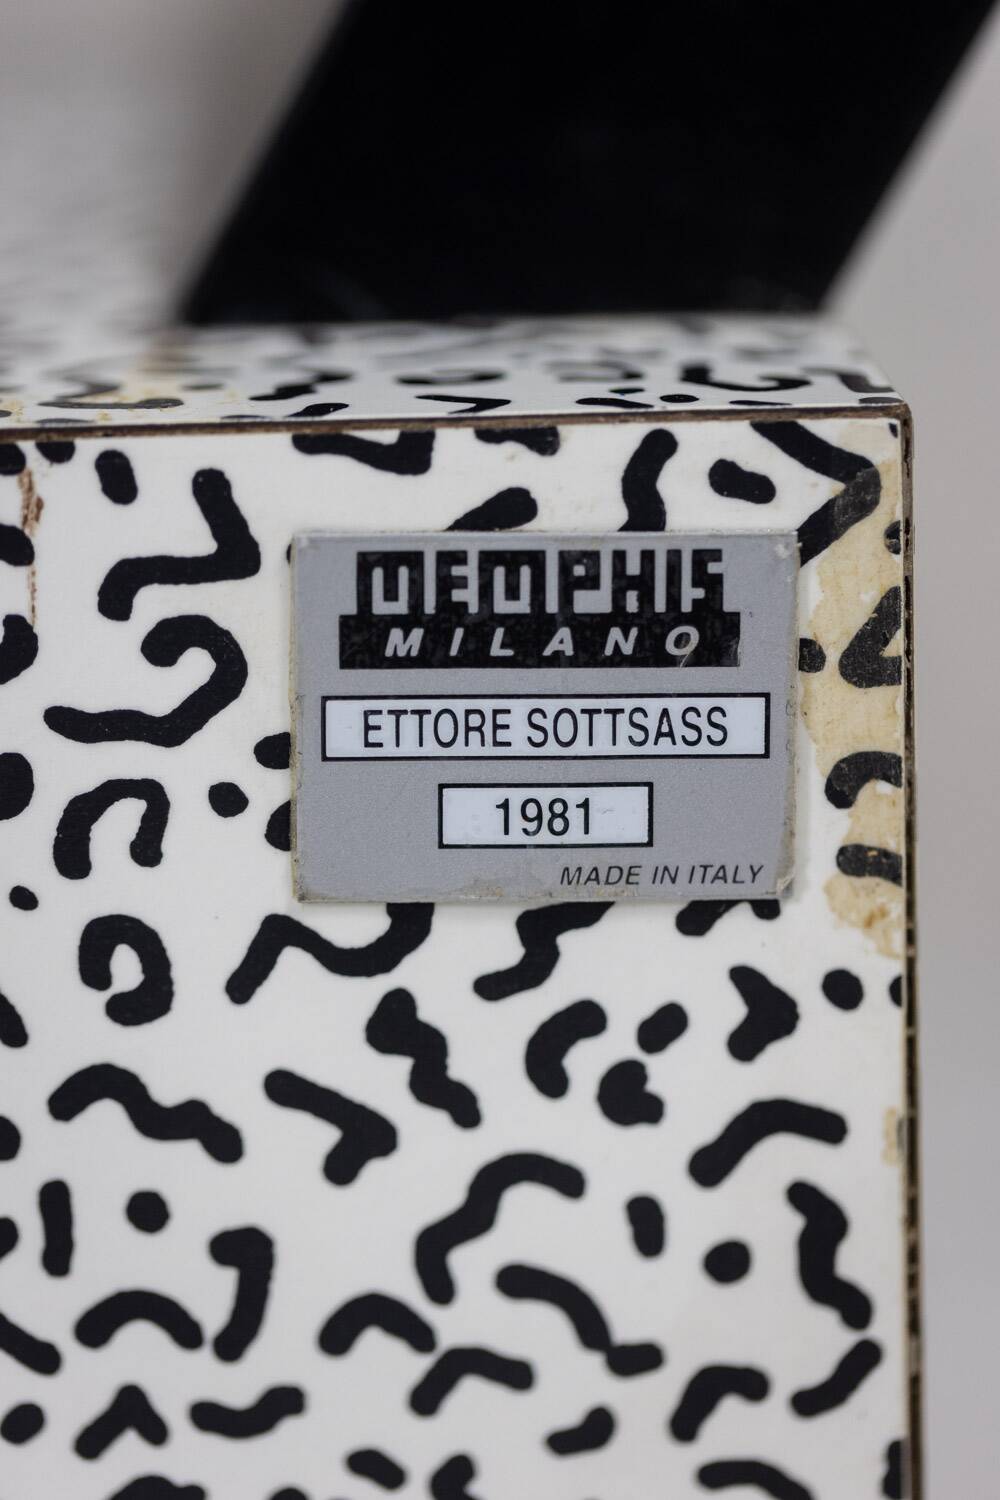 MEMPHIS
MILANO
ETTORE SOTTSASS
1981
MADE IN ITALY